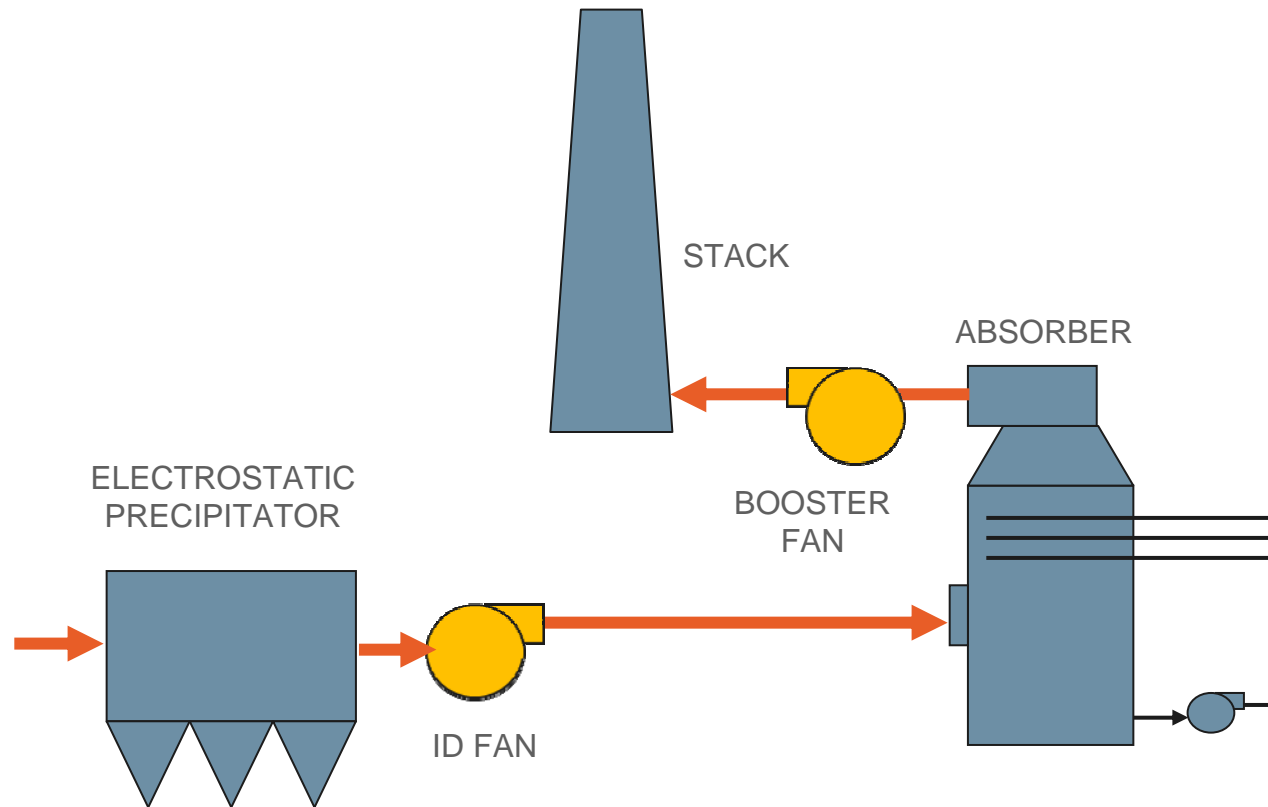 STACK
ABSORBER
ELECTROSTATIC
PRECIPITATOR
BOOSTER
FAN
ID FAN